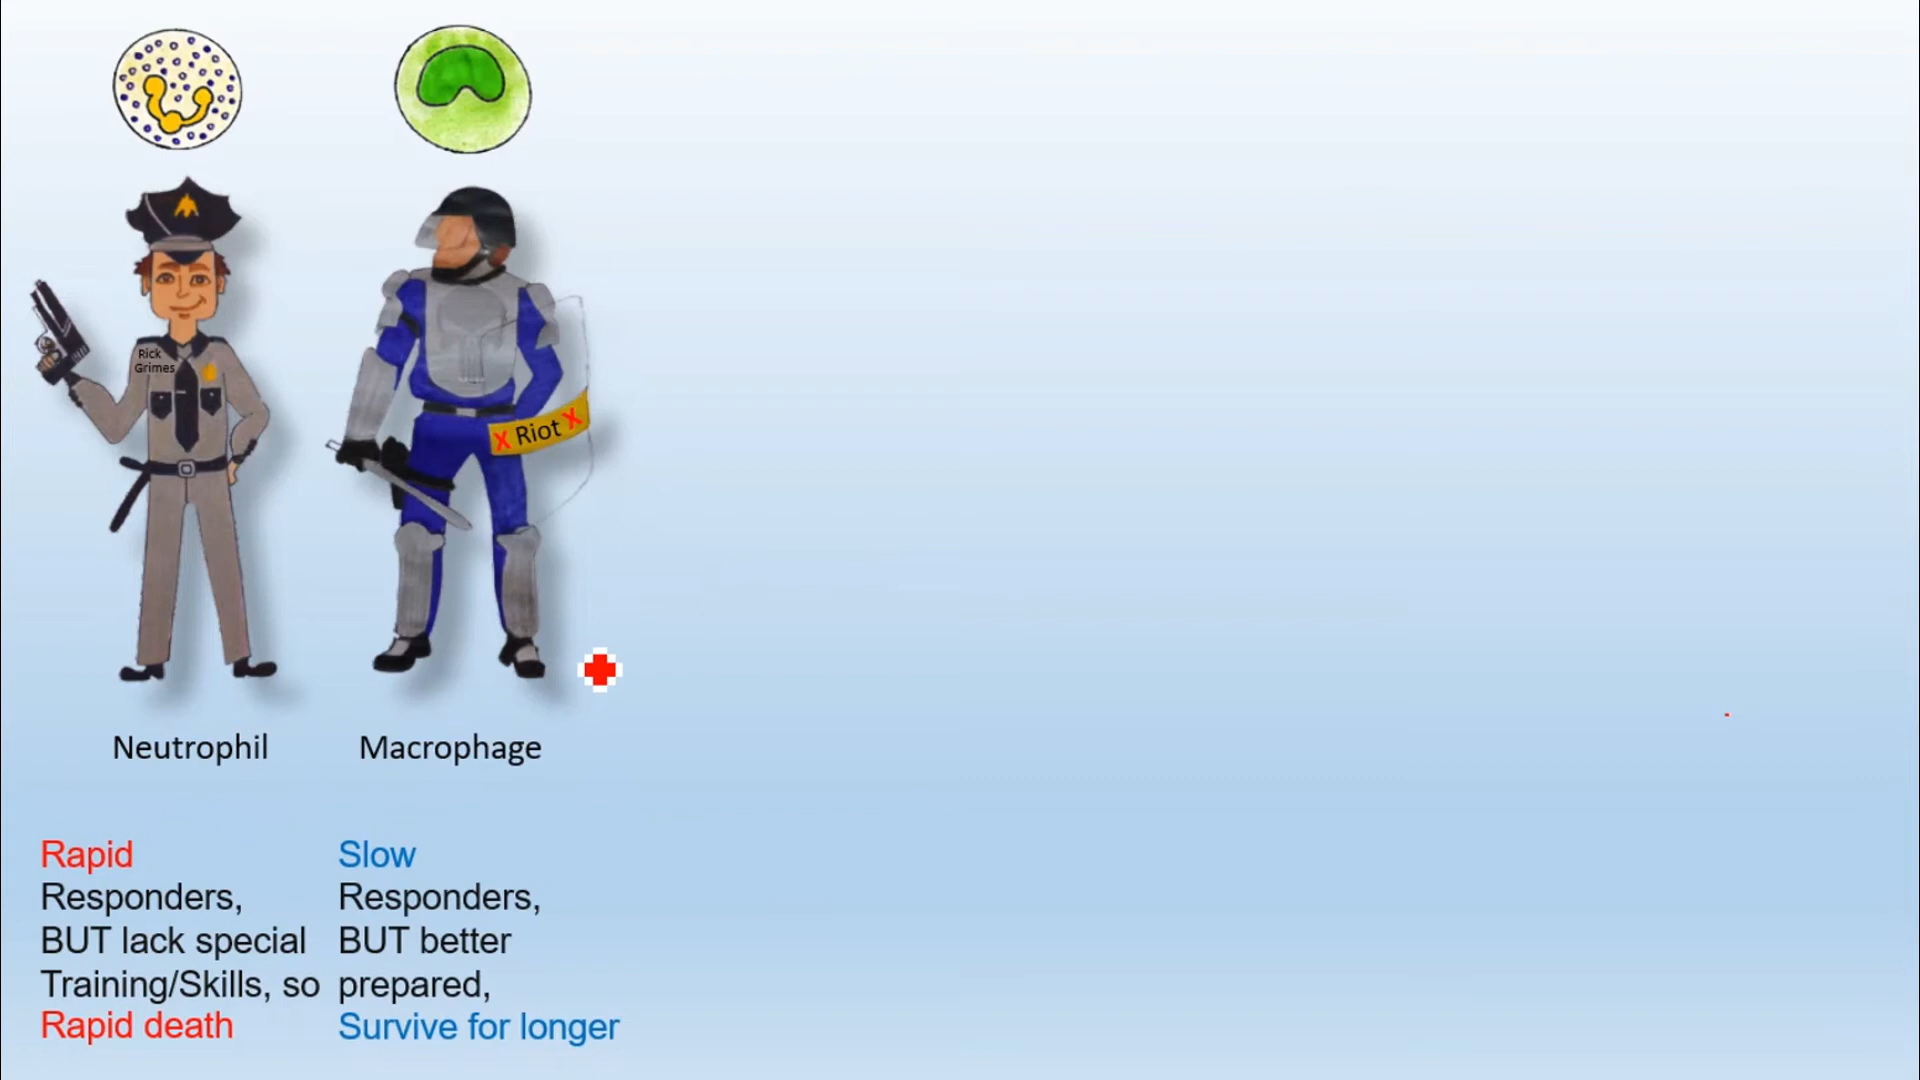 Rick
Grimes
X Riot X
Neutrophil
Macrophage
Rapid
Responders,
BUT lack special
Training/Skills, so
Rapid death
Slow
Responders,
BUT better
prepared,
Survive for longer